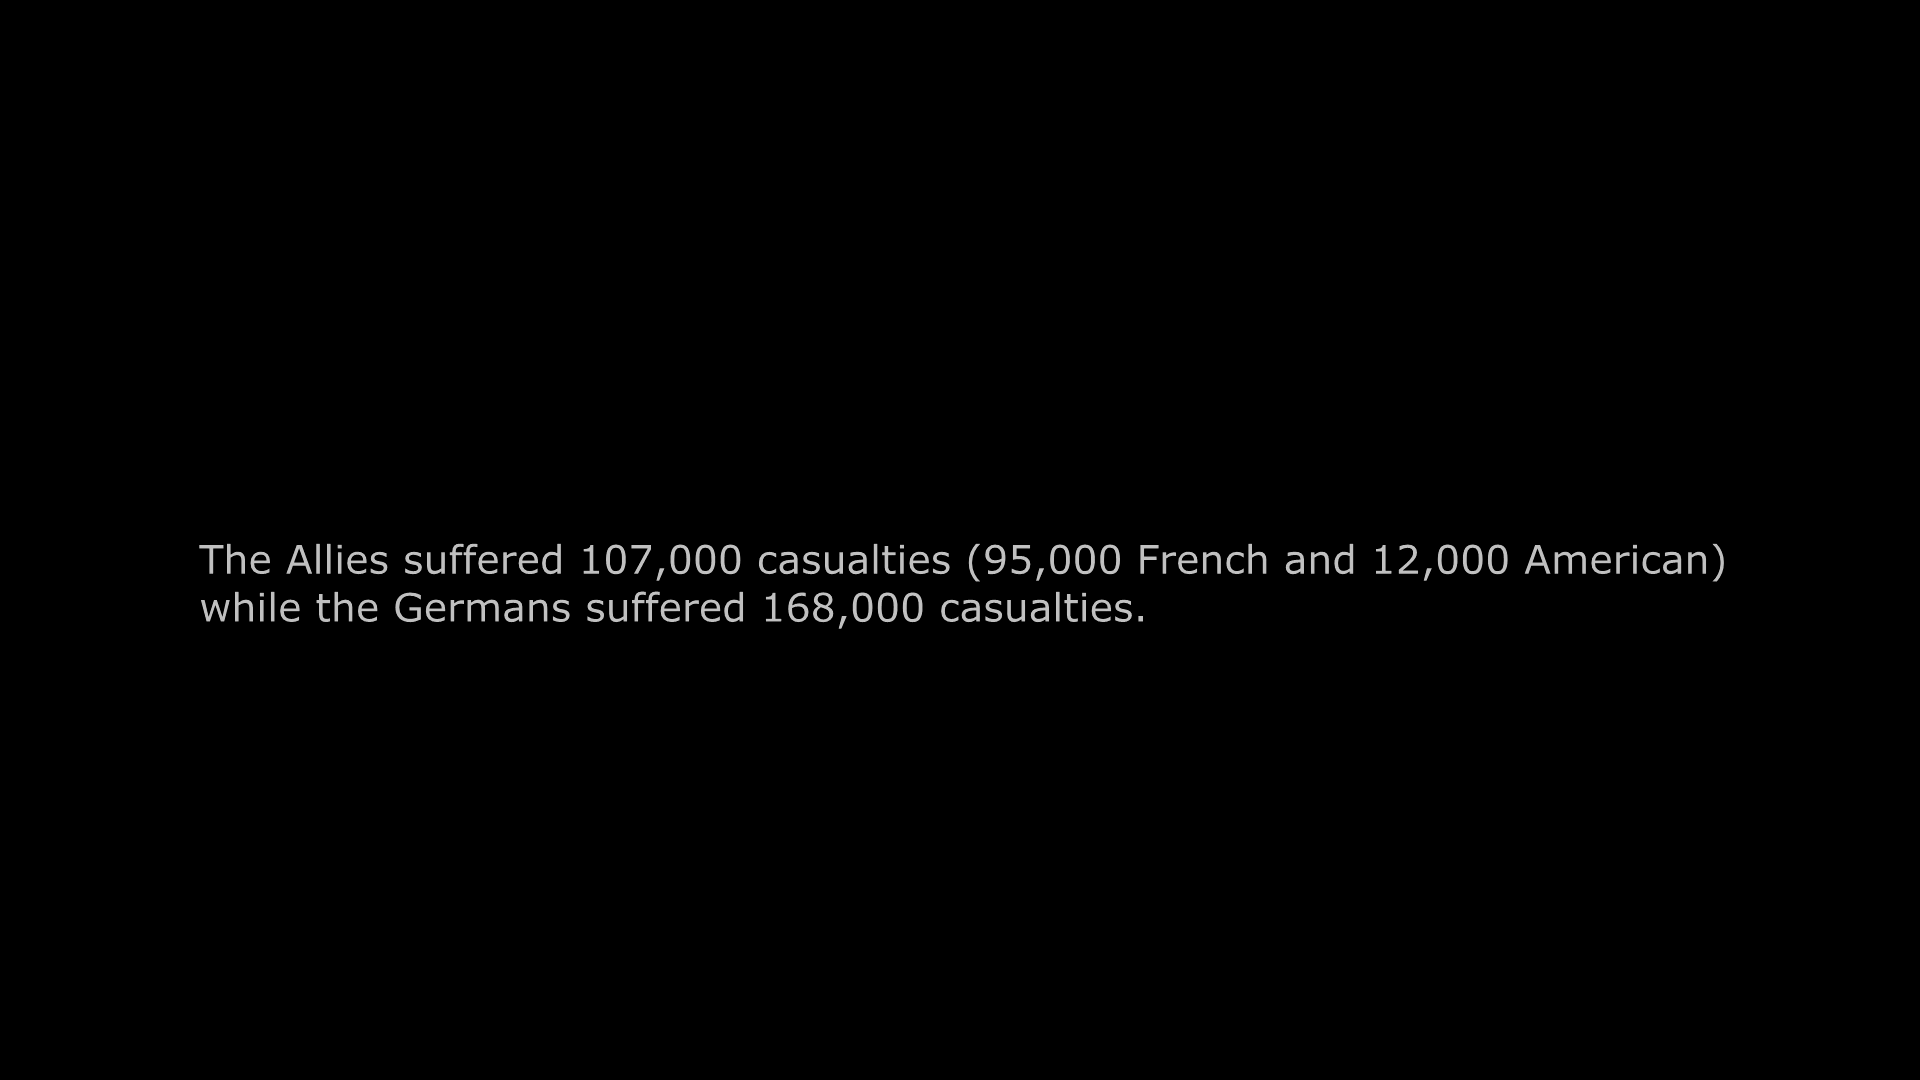 The Allies suffered 107,000 casualties (95,000 French and 12,000 American)
while the Germans suffered 168,000 casualties.